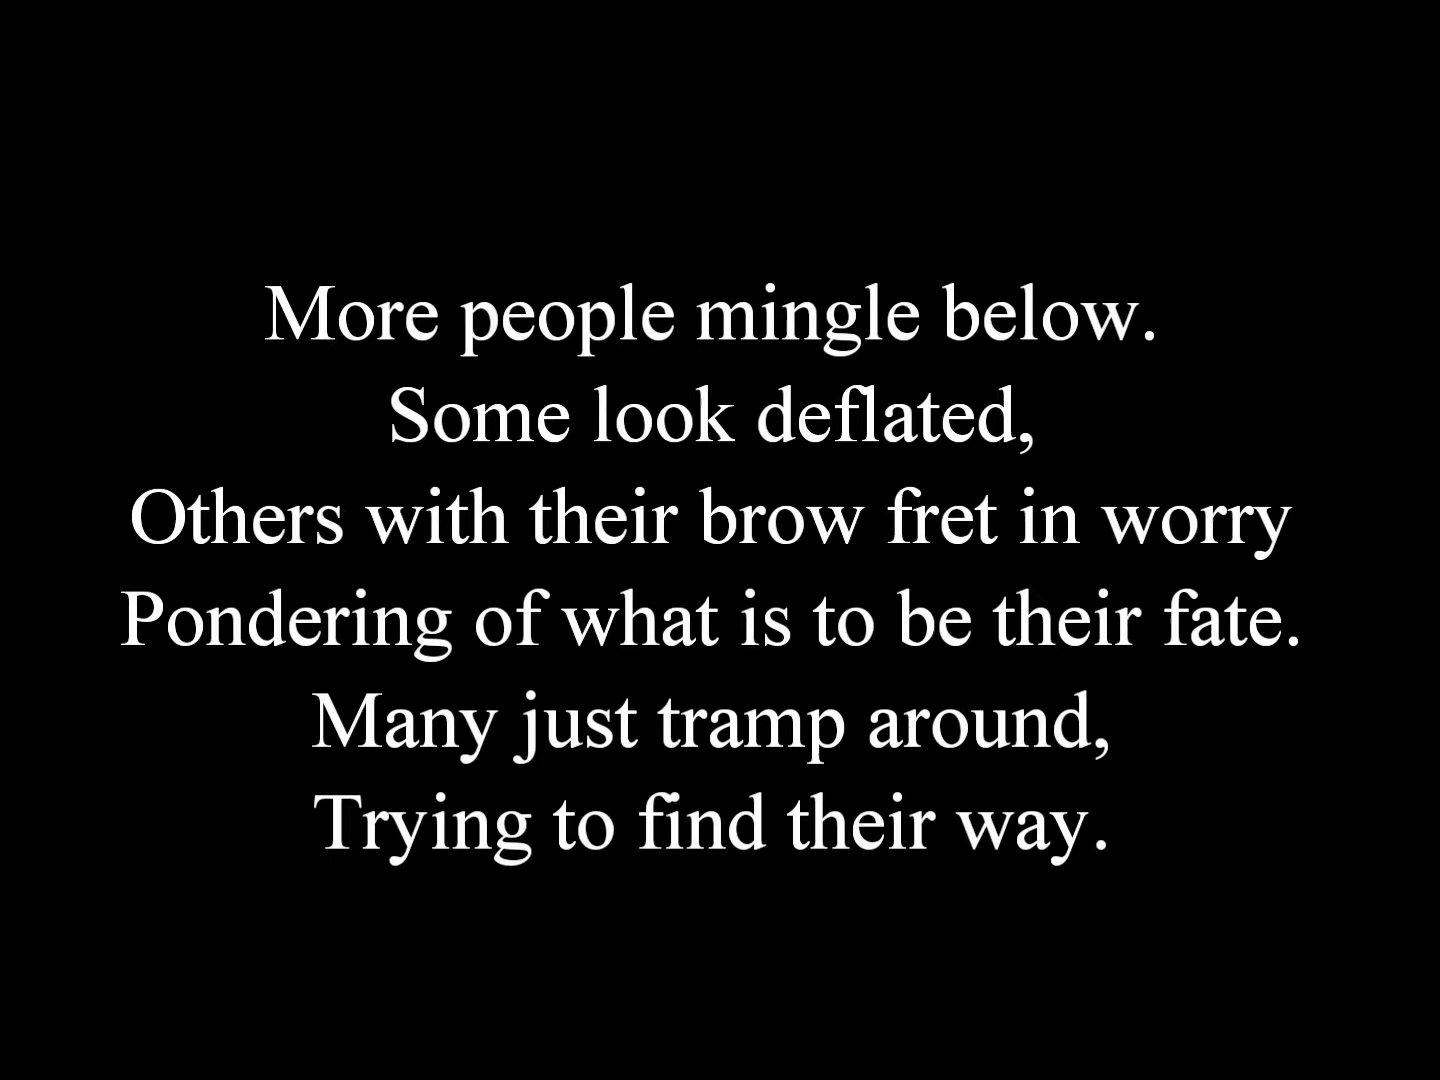 More people mingle below.
Some look deflated,
Others with their brow fret in worry
Pondering of what is to be their fate.
Many just tramp around,
Trying to find their way.